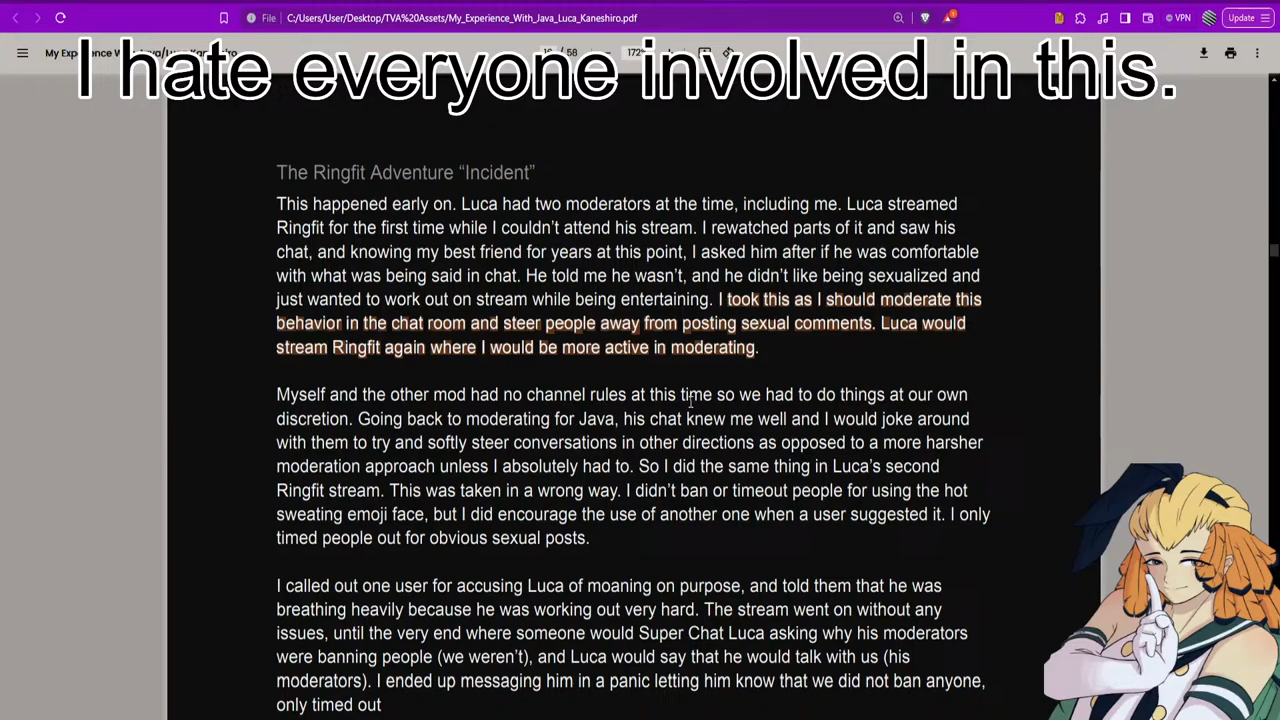 File
C:/Users/User/Desktop/TVA%20Assets/My_Experience_With_Java_Luca_Kaneshiro.pdf
VPN
Update
My Experience With Java/Luca Kaneshiro
/ 58
172%
I hate everyone involved in this.
The Ringfit Adventure “Incident”
This happened early on. Luca had two moderators at the time, including me. Luca streamed
Ringfit for the first time while I couldn’t attend his stream. I rewatched parts of it and saw his
chat, and knowing my best friend for years at this point, I asked him after if he was comfortable
with what was being said in chat. He told me he wasn’t, and he didn’t like being sexualized and
just wanted to work out on stream while being entertaining. I took this as I should moderate this
behavior in the chat room and steer people away from posting sexual comments. Luca would
stream Ringfit again where I would be more active in moderating.
Myself and the other mod had no channel rules at this time so we had to do things at our own
discretion. Going back to moderating for Java, his chat knew me well and I would joke around
with them to try and softly steer conversations in other directions as opposed to a more harsher
moderation approach unless I absolutely had to. So I did the same thing in Luca’s second
Ringfit stream. This was taken in a wrong way. I didn’t ban or timeout people for using the hot
sweating emoji face, but I did encourage the use of another one when a user suggested it. I only
timed people out for obvious sexual posts.
I called out one user for accusing Luca of moaning on purpose, and told them that he was
breathing heavily because he was working out very hard. The stream went on without any
issues, until the very end where someone would Super Chat Luca asking why his moderators
were banning people (we weren’t), and Luca would say that he would talk with us (his
moderators). I ended up messaging him in a panic letting him know that we did not ban anyone,
only timed out